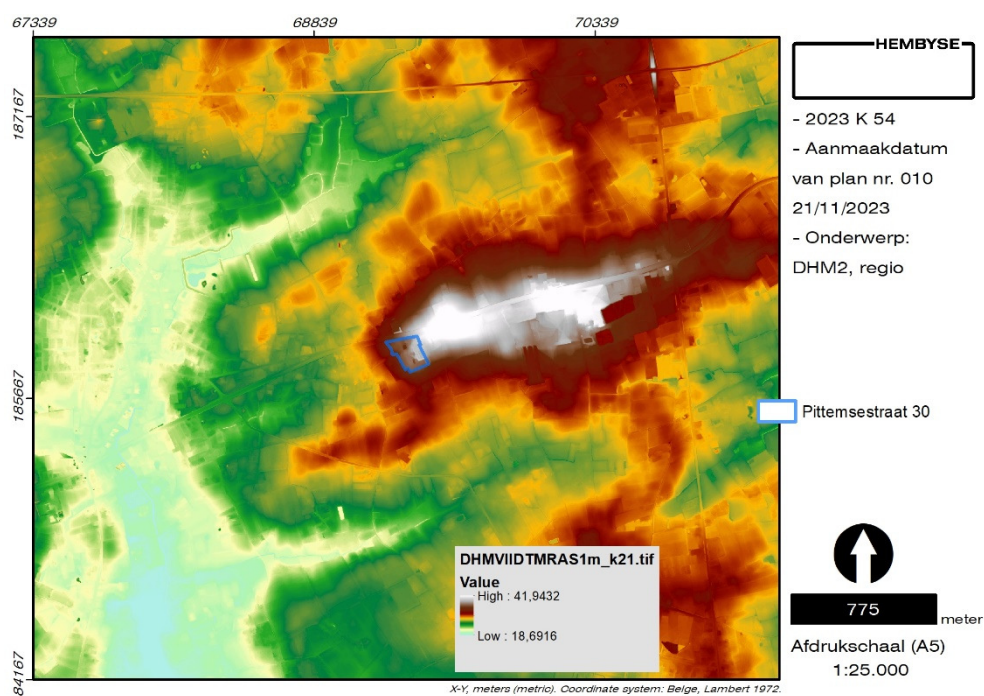 67339
68839
70339
187167
185667
84167
HEMBYSE
- 2023 K 54
- Aanmaakdatum
van plan nr. 010
21/11/2023
- Onderwerp:
DHM2, regio
Pittemsestraat 30
DHMVIIDTMRAS1m_k21.tif
Value
High : 41,9432
Low : 18,6916
775
meter
Afdrukschaal (A5)
1:25.000
X-Y, meters (metric). Coordinate system: Belge, Lambert 1972.